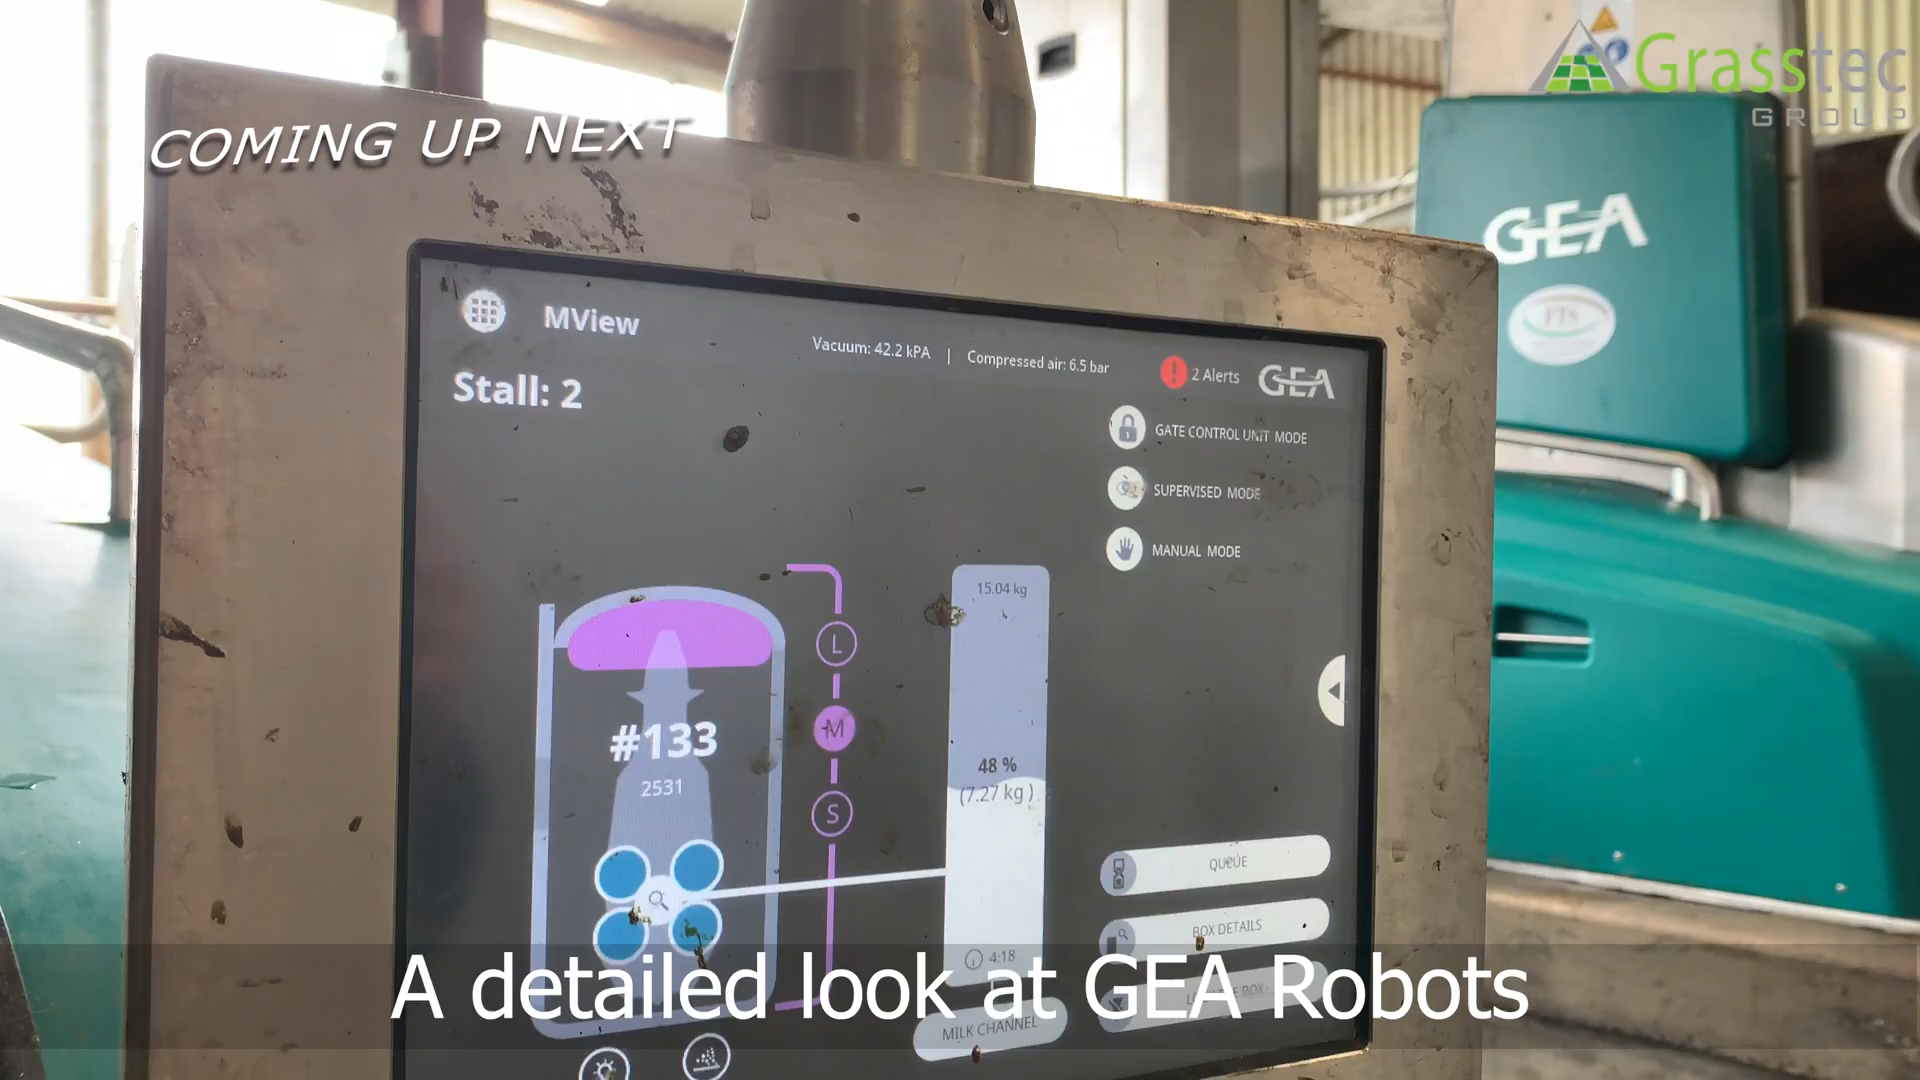 Grasstec
GROUP
COMING UP NEXT
GEA
MView
Vacuum: 42.2 kPA | Compressed air: 6.5 bar
2 Alerts
GEA
Stall: 2
GATE CONTROL UNIT MODE
SUPERVISED MODE
MANUAL MODE
15.04 kg
L
M
S
#133
2531
48 %
(7.27 kg)
QUEUE
BOX DETAILS
4:18
MILK CHANNEL
A detailed look at GEA Robots